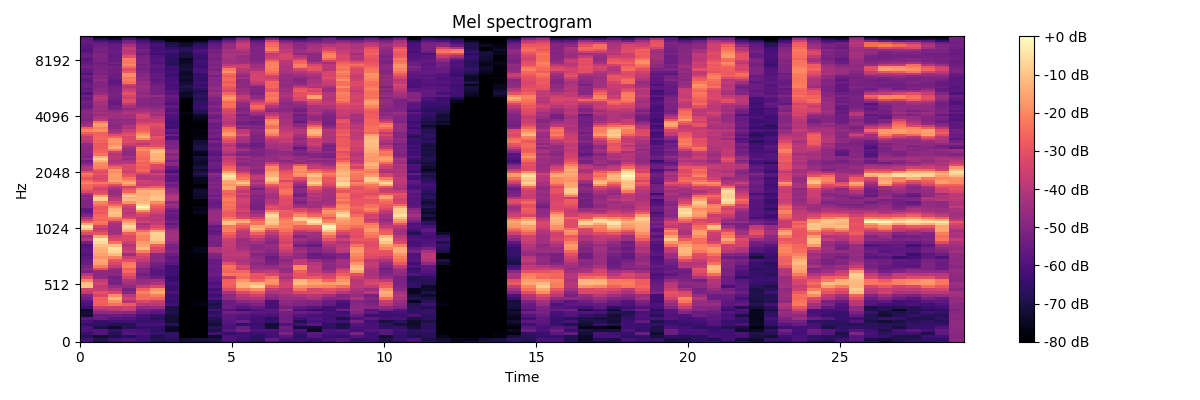 Mel spectrogram
+0 dB
8192
-10 dB
4096
-20 dB
-30 dB
2048
Hz
-40 dB
1024
-50 dB
-60 dB
512
-70 dB
0
-80 dB
0 5 10 15 20 25
Time